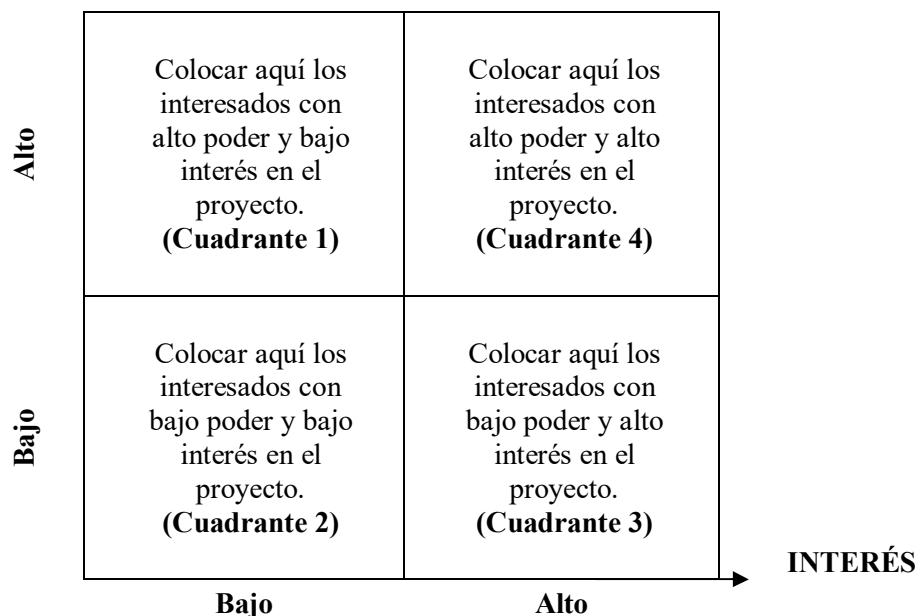 Alto
Colocar aquí los
interesados con
alto poder y bajo
interés en el
proyecto.
(Cuadrante 1)
Colocar aquí los
interesados con
alto poder y alto
interés en el
proyecto.
(Cuadrante 4)
Bajo
Colocar aquí los
interesados con
bajo poder y bajo
interés en el
proyecto.
(Cuadrante 2)
Colocar aquí los
interesados con
bajo poder y alto
interés en el
proyecto.
(Cuadrante 3)
INTERÉS
Bajo
Alto